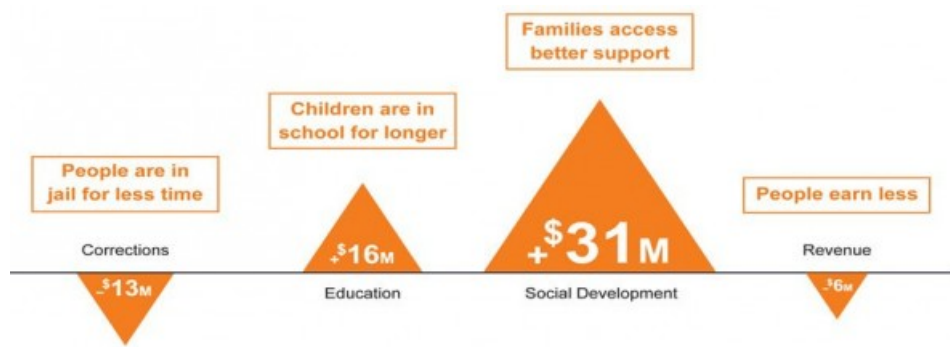 People are in
jail for less time
Corrections
-$13M
Children are in
school for longer
+$16M
Education
Families access
better support
+$31M
Social Development
People earn less
Revenue
-$6M